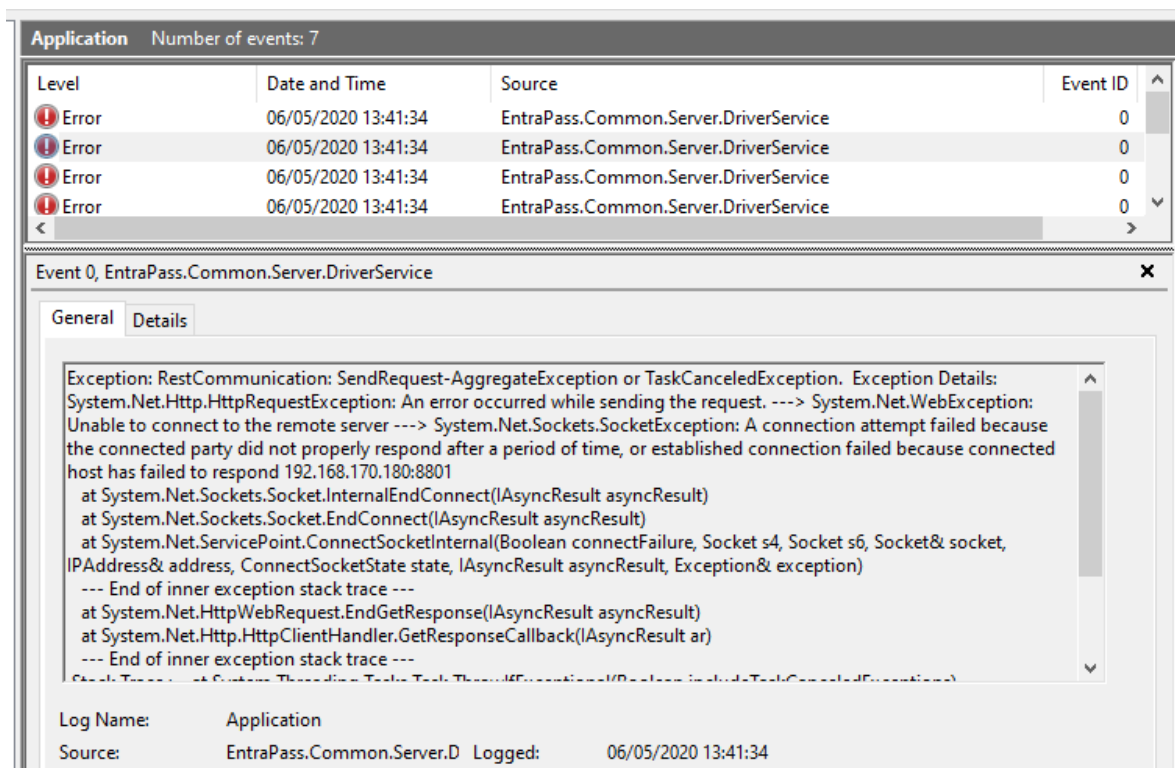 Application Number of events: 7
Level Date and Time Source Event ID
Error 06/05/2020 13:41:34 EntraPass.Common.Server.DriverService 0
Error 06/05/2020 13:41:34 EntraPass.Common.Server.DriverService 0
Error 06/05/2020 13:41:34 EntraPass.Common.Server.DriverService 0
Error 06/05/2020 13:41:34 EntraPass.Common.Server.DriverService 0
Event 0, EntraPass.Common.Server.DriverService
General Details
Exception: RestCommunication: SendRequest-AggregateException or TaskCanceledException. Exception Details:
System.Net.Http.HttpRequestException: An error occurred while sending the request. ---> System.Net.WebException:
Unable to connect to the remote server ---> System.Net.Sockets.SocketException: A connection attempt failed because
the connected party did not properly respond after a period of time, or established connection failed because connected
host has failed to respond 192.168.170.180:8801
at System.Net.Sockets.Socket.InternalEndConnect(IAsyncResult asyncResult)
at System.Net.Sockets.Socket.EndConnect(IAsyncResult asyncResult)
at System.Net.ServicePoint.ConnectSocketInternal(Boolean connectFailure, Socket s4, Socket s6, Socket& socket,
IPAddress& address, ConnectSocketState state, IAsyncResult asyncResult, Exception& exception)
--- End of inner exception stack trace ---
at System.Net.HttpWebRequest.EndGetResponse(IAsyncResult asyncResult)
at System.Net.Http.HttpClientHandler.GetResponseCallback(IAsyncResult ar)
--- End of inner exception stack trace ---
Stack Trace : at System.Threading.Tasks.Task.ThrowIfExceptional(Boolean includeTaskCanceledExceptions)
Log Name: Application
Source: EntraPass.Common.Server.D Logged: 06/05/2020 13:41:34